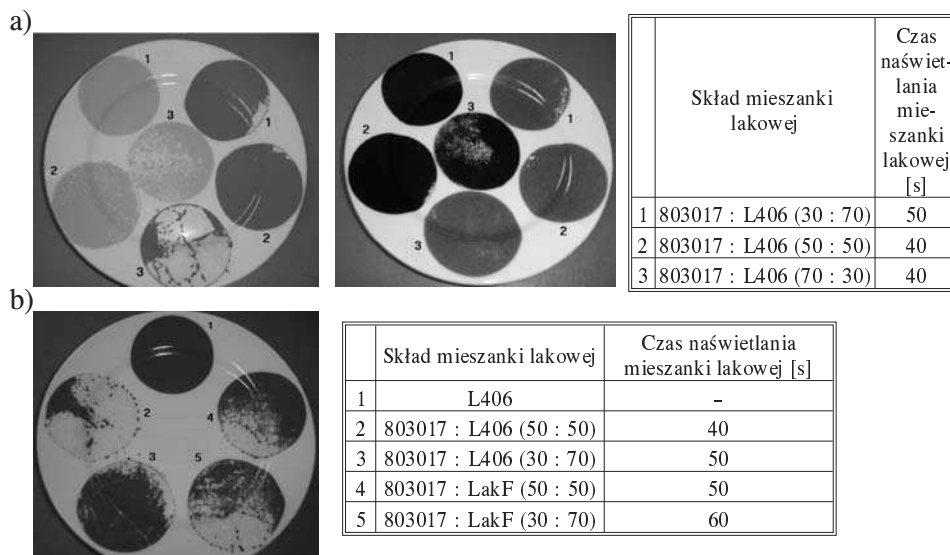 a)
1
3
1
2
2
3
1
3
1
2
2
3
Skład mieszanki
lakowej
Czas
naświet-
lania
mie-
szanki
lakowej
[s]
1 803017 : L406 (30 : 70) 50
2 803017 : L406 (50 : 50) 40
3 803017 : L406 (70 : 30) 40
b)
1
2
4
3
5
Skład mieszanki lakowej
Czas naświetlania
mieszanki lakowej [s]
1 L406 –
2 803017 : L406 (50 : 50) 40
3 803017 : L406 (30 : 70) 50
4 803017 : LakF (50 : 50) 50
5 803017 : LakF (30 : 70) 60